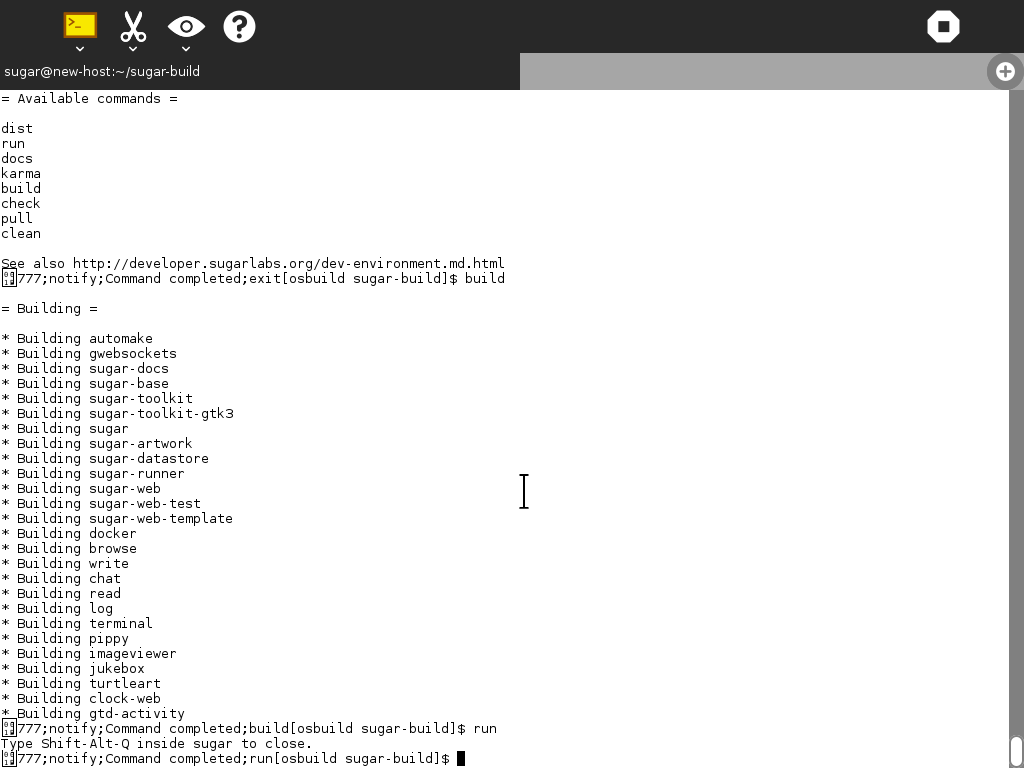 sugar@new-host:~/sugar-build
= Available commands =
dist
run
docs
karma
build
check
pull
clean
See also http://developer.sugarlabs.org/dev-environment.md.html
777;notify;Command completed;exit[osbuild sugar-build]$ build
= Building =
* Building automake
* Building gwebsockets
* Building sugar-docs
* Building sugar-base
* Building sugar-toolkit
* Building sugar-toolkit-gtk3
* Building sugar
* Building sugar-artwork
* Building sugar-datastore
* Building sugar-runner
* Building sugar-web
* Building sugar-web-test
* Building sugar-web-template
* Building docker
* Building browse
* Building write
* Building chat
* Building read
* Building log
* Building terminal
* Building pippy
* Building imageviewer
* Building jukebox
* Building turtleart
* Building clock-web
* Building gtd-activity
777;notify;Command completed;build[osbuild sugar-build]$ run
Type Shift-Alt-Q inside sugar to close.
777;notify;Command completed;run[osbuild sugar-build]$